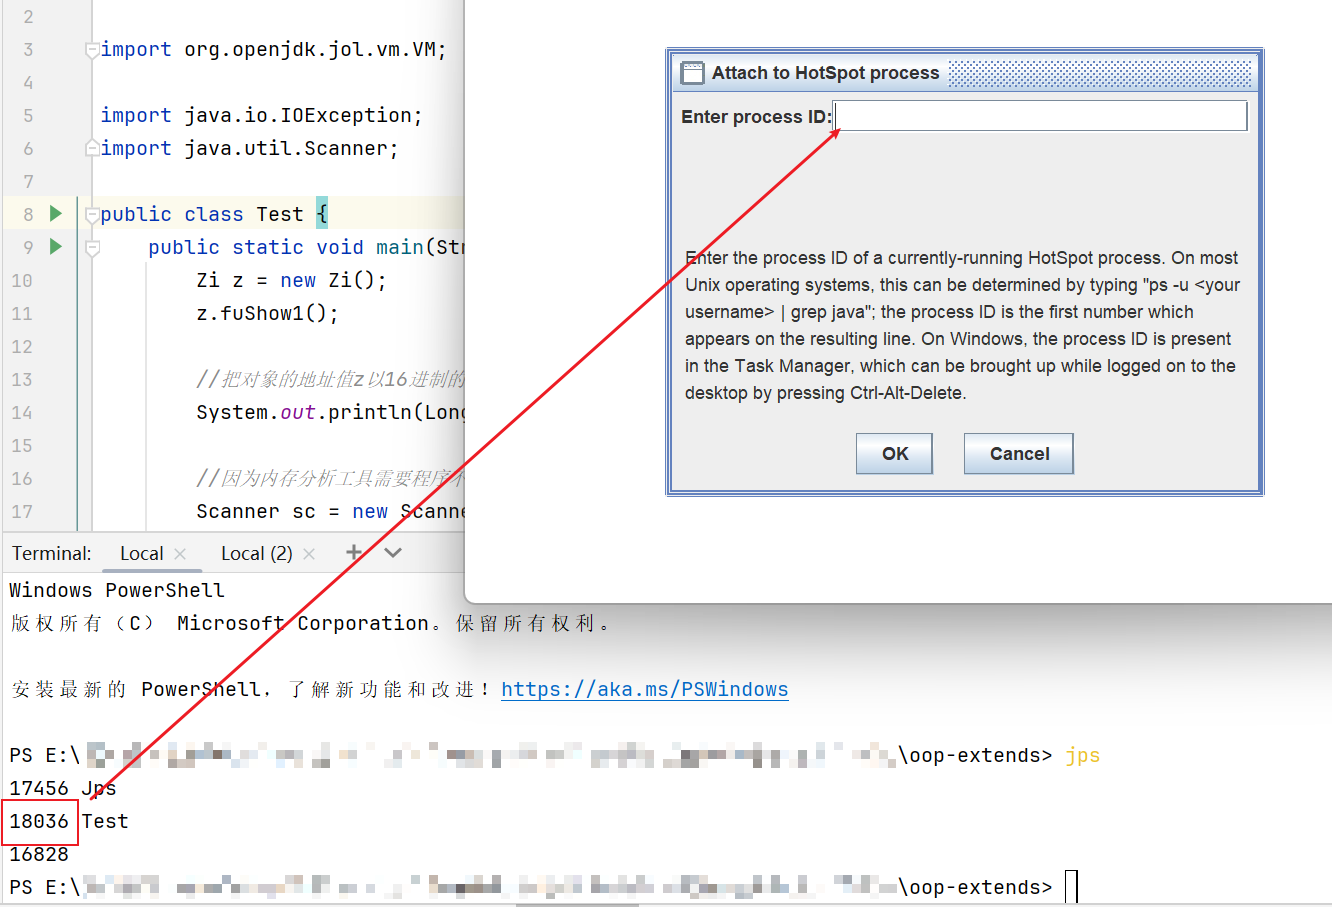 2
3 import org.openjdk.jol.vm.VM;
4
5 import java.io.IOException;
6 import java.util.Scanner;
7
8 public class Test {
9 public static void main(Str
10 Zi z = new Zi();
11 z.fuShow1();
12
13 //把对象的地址值z以16进制的
14 System.out.println(Long
15
16 //因为内存分析工具需要程序不
17 Scanner sc = new Scanne
Attach to HotSpot process
Enter process ID:
Enter the process ID of a currently-running HotSpot process. On most
Unix operating systems, this can be determined by typing "ps -u <your
username> | grep java"; the process ID is the first number which
appears on the resulting line. On Windows, the process ID is present
in the Task Manager, which can be brought up while logged on to the
desktop by pressing Ctrl-Alt-Delete.
OK Cancel
Terminal: Local Local (2)
Windows PowerShell
版权所有（C） Microsoft Corporation。保留所有权利。
安装最新的 PowerShell，了解新功能和改进！https://aka.ms/PSWindows
PS E:\ \oop-extends> jps
17456 Jps
18036 Test
16828
PS E:\ \oop-extends>